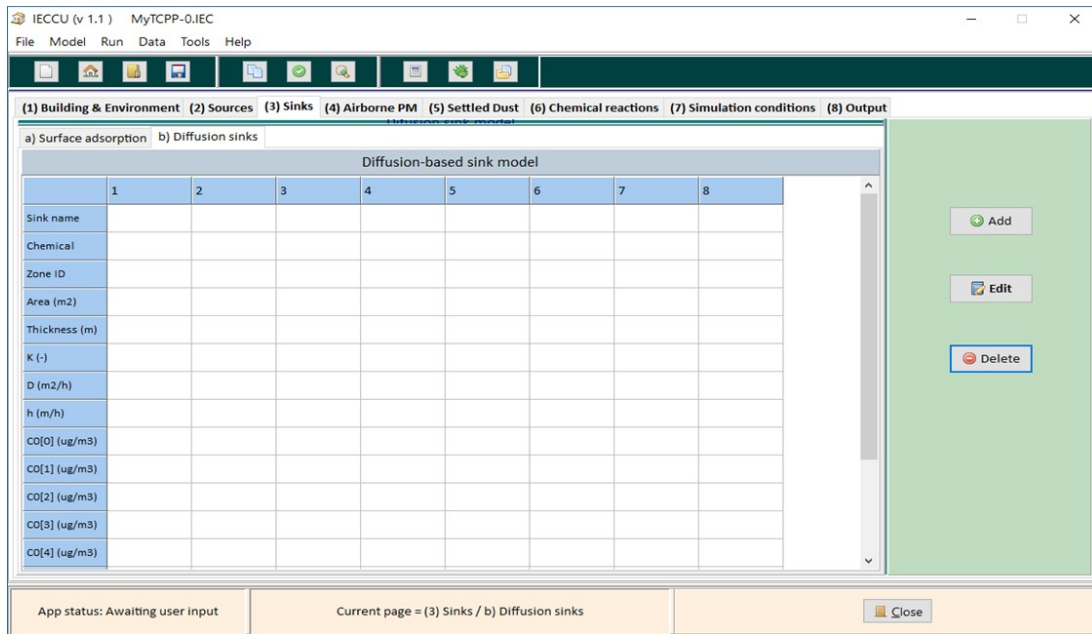 IECCU (v 1.1 ) MyTCPP-0.IEC
File Model Run Data Tools Help
(1) Building & Environment (2) Sources (3) Sinks (4) Airborne PM (5) Settled Dust (6) Chemical reactions (7) Simulation conditions (8) Output
Diffusion sink model
a) Surface adsorption b) Diffusion sinks
Diffusion-based sink model
1 2 3 4 5 6 7 8
Sink name
Chemical
Zone ID
Area (m2)
Thickness (m)
K (-)
D (m2/h)
h (m/h)
C0[0] (ug/m3)
C0[1] (ug/m3)
C0[2] (ug/m3)
C0[3] (ug/m3)
C0[4] (ug/m3)
Add
Edit
Delete
App status: Awaiting user input
Current page = (3) Sinks / b) Diffusion sinks
Close